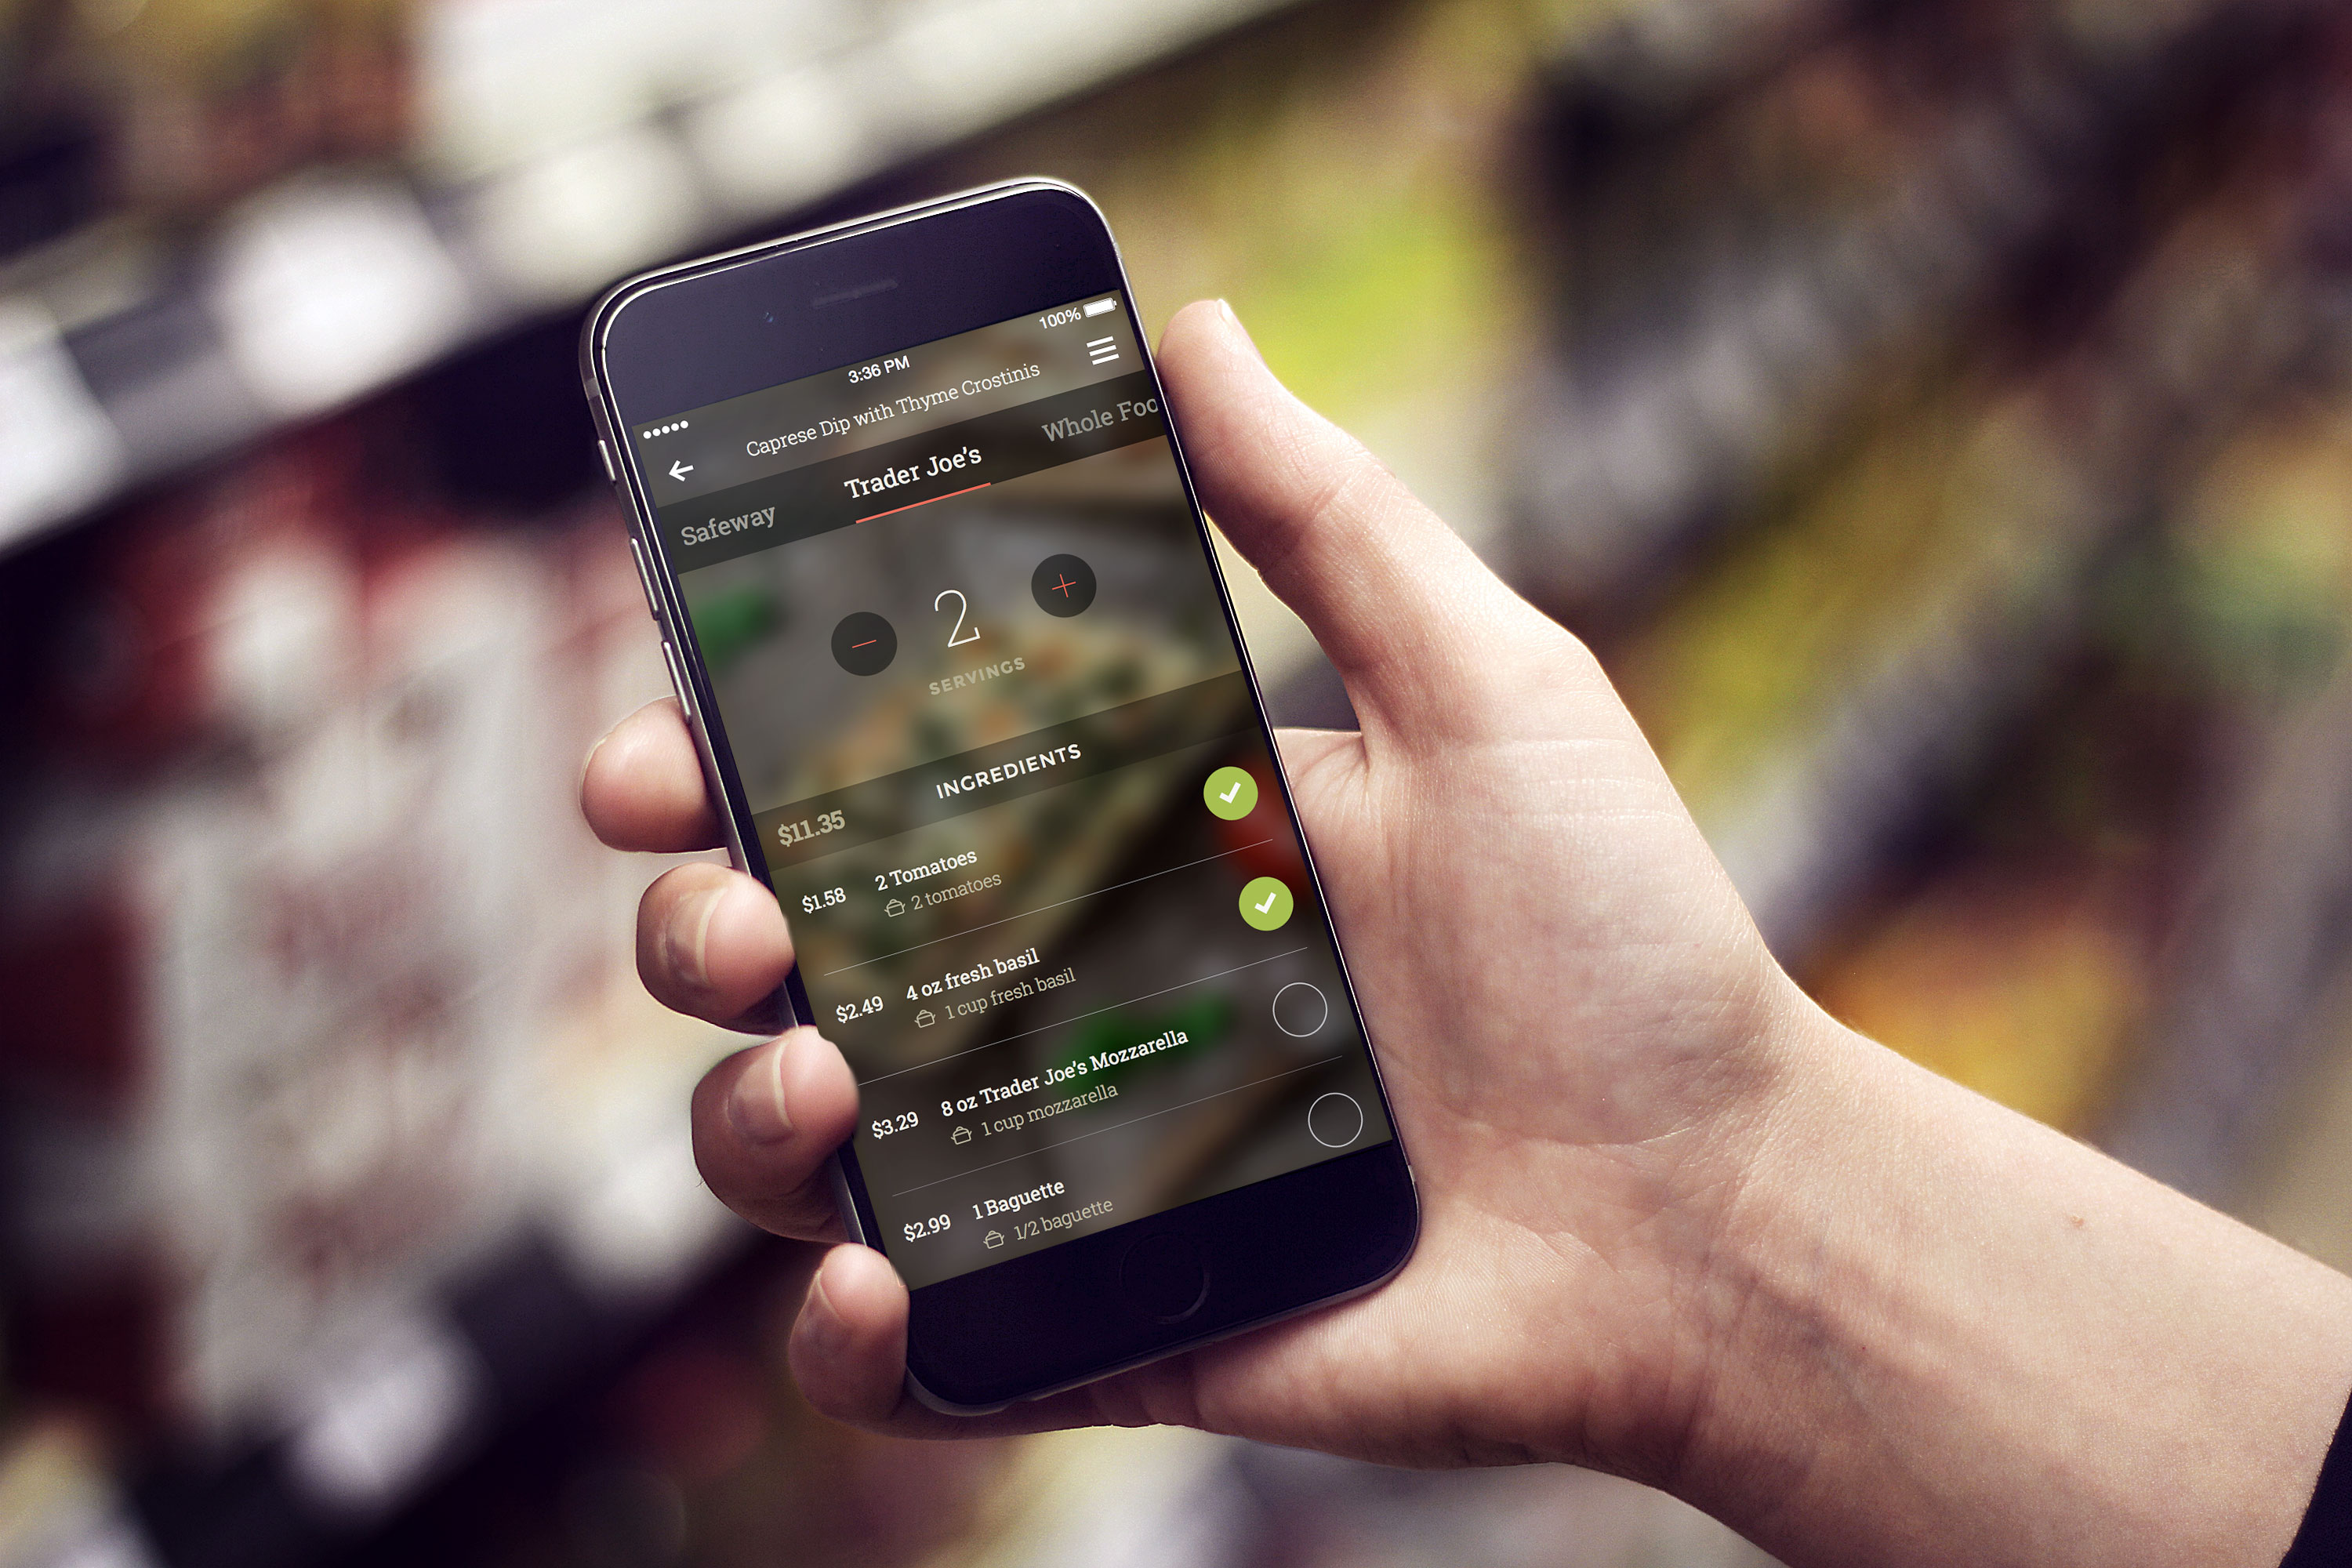 100%
3:36 PM
Caprese Dip with Thyme Crostinis
Safeway
Trader Joe's
Whole Foo
2
SERVINGS
$11.35
INGREDIENTS
$1.58
2 Tomatoes
2 tomatoes
$2.49
4 oz fresh basil
1 cup fresh basil
$3.29
8 oz Trader Joe's Mozzarella
1 cup mozzarella
$2.99
1 Baguette
1/2 baguette